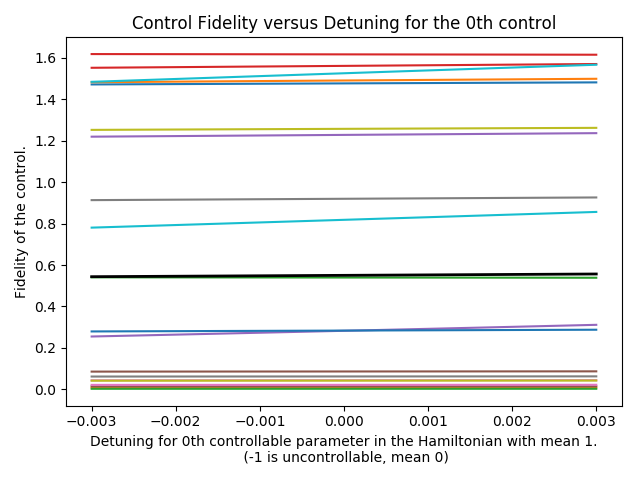 Control Fidelity versus Detuning for the 0th control
Fidelity of the control.
1.6
1.4
1.2
1.0
0.8
0.6
0.4
0.2
0.0
−0.003 −0.002 −0.001 0.000 0.001 0.002 0.003
Detuning for 0th controllable parameter in the Hamiltonian with mean 1.
(-1 is uncontrollable, mean 0)